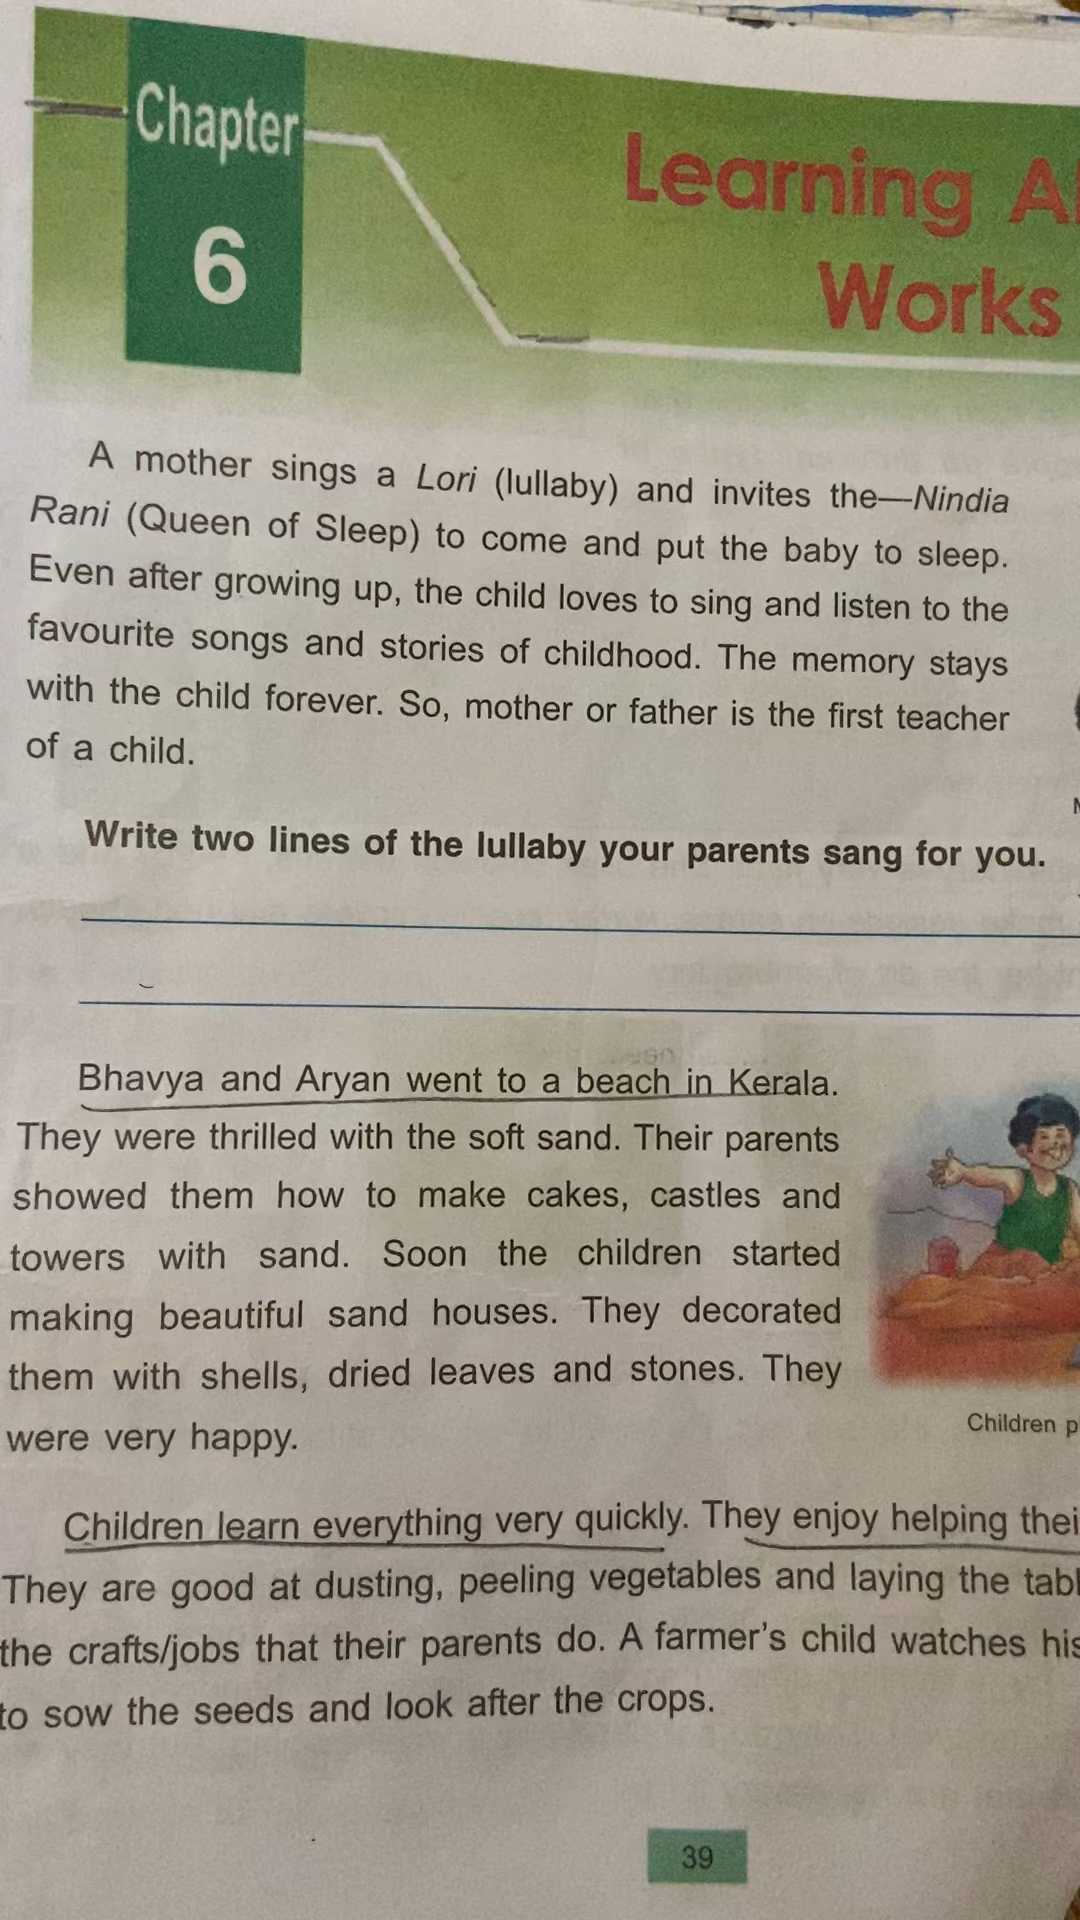 Chapter
6
Learning
Works
A mother sings a Lori (lullaby) and invites the—Nindia
Rani (Queen of Sleep) to come and put the baby to sleep.
Even after growing up, the child loves to sing and listen to the
favourite songs and stories of childhood. The memory stays
with the child forever. So, mother or father is the first teacher
of a child.
Write two lines of the lullaby your parents sang for you.
Bhavya and Aryan went to a beach in Kerala.
They were thrilled with the soft sand. Their parents
showed them how to make cakes, castles and
towers with sand. Soon the children started
making beautiful sand houses. They decorated
them with shells, dried leaves and stones. They
were very happy.
Children
Children learn everything very quickly. They enjoy helping
They are good at dusting, peeling vegetables and laying the
the crafts/jobs that their parents do. A farmer's child watches
to sow the seeds and look after the crops.
39